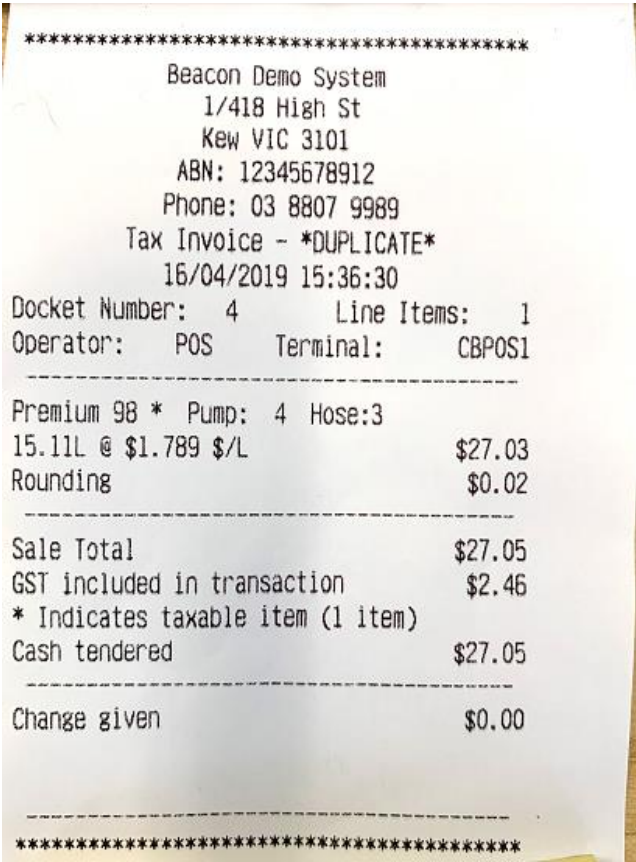 ******************************************
Beacon Demo System
1/418 High St
Kew VIC 3101
ABN: 12345678912
Phone: 03 8807 9989
Tax Invoice - *DUPLICATE*
16/04/2019 15:36:30
Docket Number: 4 Line Items: 1
Operator: POS Terminal: CBPOS1
------------------------------------------
Premium 98 * Pump: 4 Hose:3
15.11L @ $1.789 $/L $27.03
Rounding $0.02
------------------------------------------
Sale Total $27.05
GST included in transaction $2.46
* Indicates taxable item (1 item)
Cash tendered $27.05
------------------------------------------
Change given $0.00
------------------------------------------
******************************************